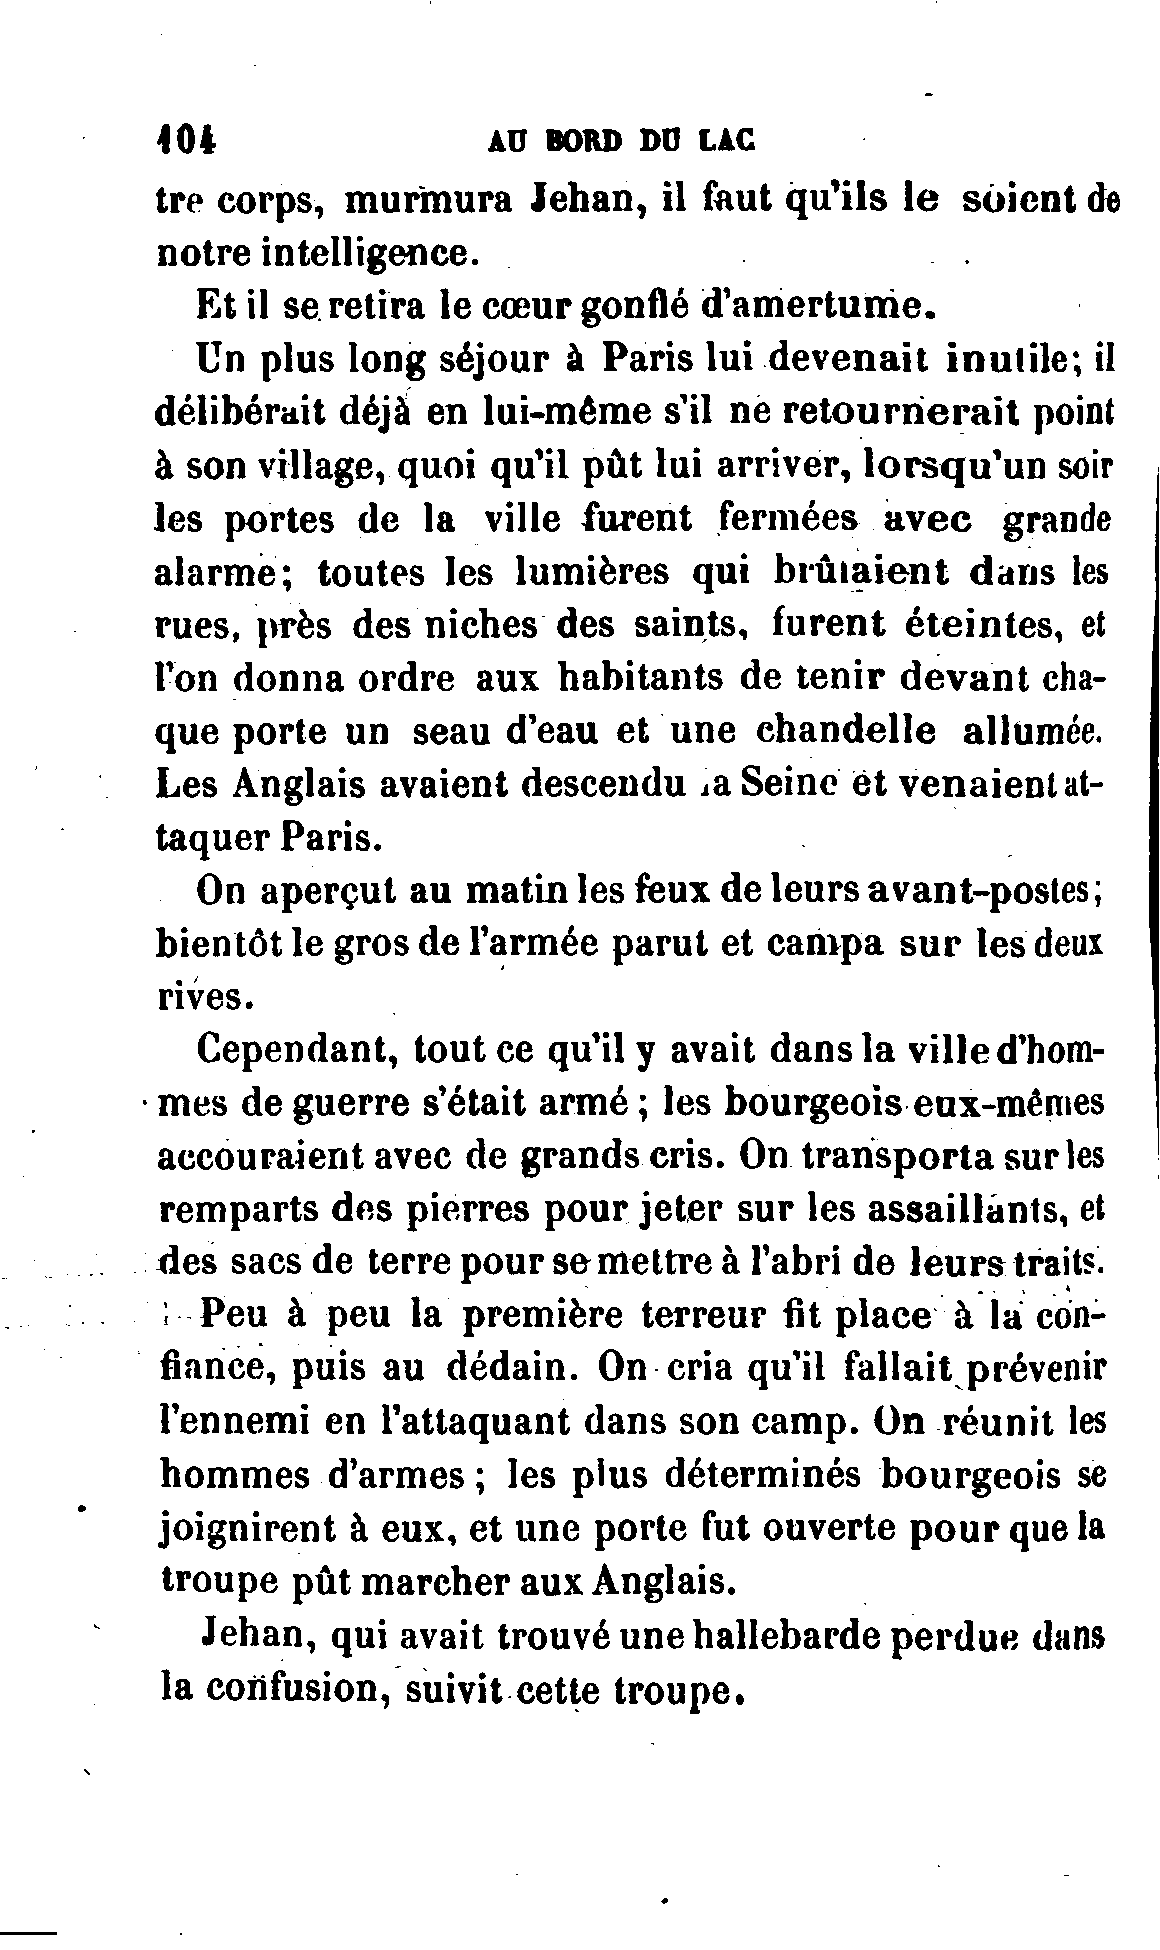 104 AU BORD DU LAC
tre corps, murmura Jehan, il faut qu'ils le soient de
notre intelligence.
Et il se retira le cœur gonflé d'amertume.
Un plus long séjour à Paris lui devenait inutile; il
délibérait déjà en lui-même s'il ne retournerait point
à son village, quoi qu'il pût lui arriver, lorsqu'un soir
les portes de la ville furent fermées avec grande
alarme; toutes les lumières qui brûlaient dans les
rues, près des niches des saints, furent éteintes, et
l'on donna ordre aux habitants de tenir devant cha-
que porte un seau d'eau et une chandelle allumée.
Les Anglais avaient descendu la Seine et venaient at-
taquer Paris.
On aperçut au matin les feux de leurs avant-postes;
bientôt le gros de l'armée parut et campa sur les deux
rives.
Cependant, tout ce qu'il y avait dans la ville d'hom-
mes de guerre s'était armé; les bourgeois eux-mêmes
accouraient avec de grands cris. On transporta sur les
remparts des pierres pour jeter sur les assaillants, et
des sacs de terre pour se mettre à l'abri de leurs traits.
Peu à peu la première terreur fit place à la con-
fiance, puis au dédain. On cria qu'il fallait prévenir
l'ennemi en l'attaquant dans son camp. On réunit les
hommes d'armes; les plus déterminés bourgeois se
joignirent à eux, et une porte fut ouverte pour que la
troupe pût marcher aux Anglais.
Jehan, qui avait trouvé une hallebarde perdue dans
la confusion, suivit cette troupe.